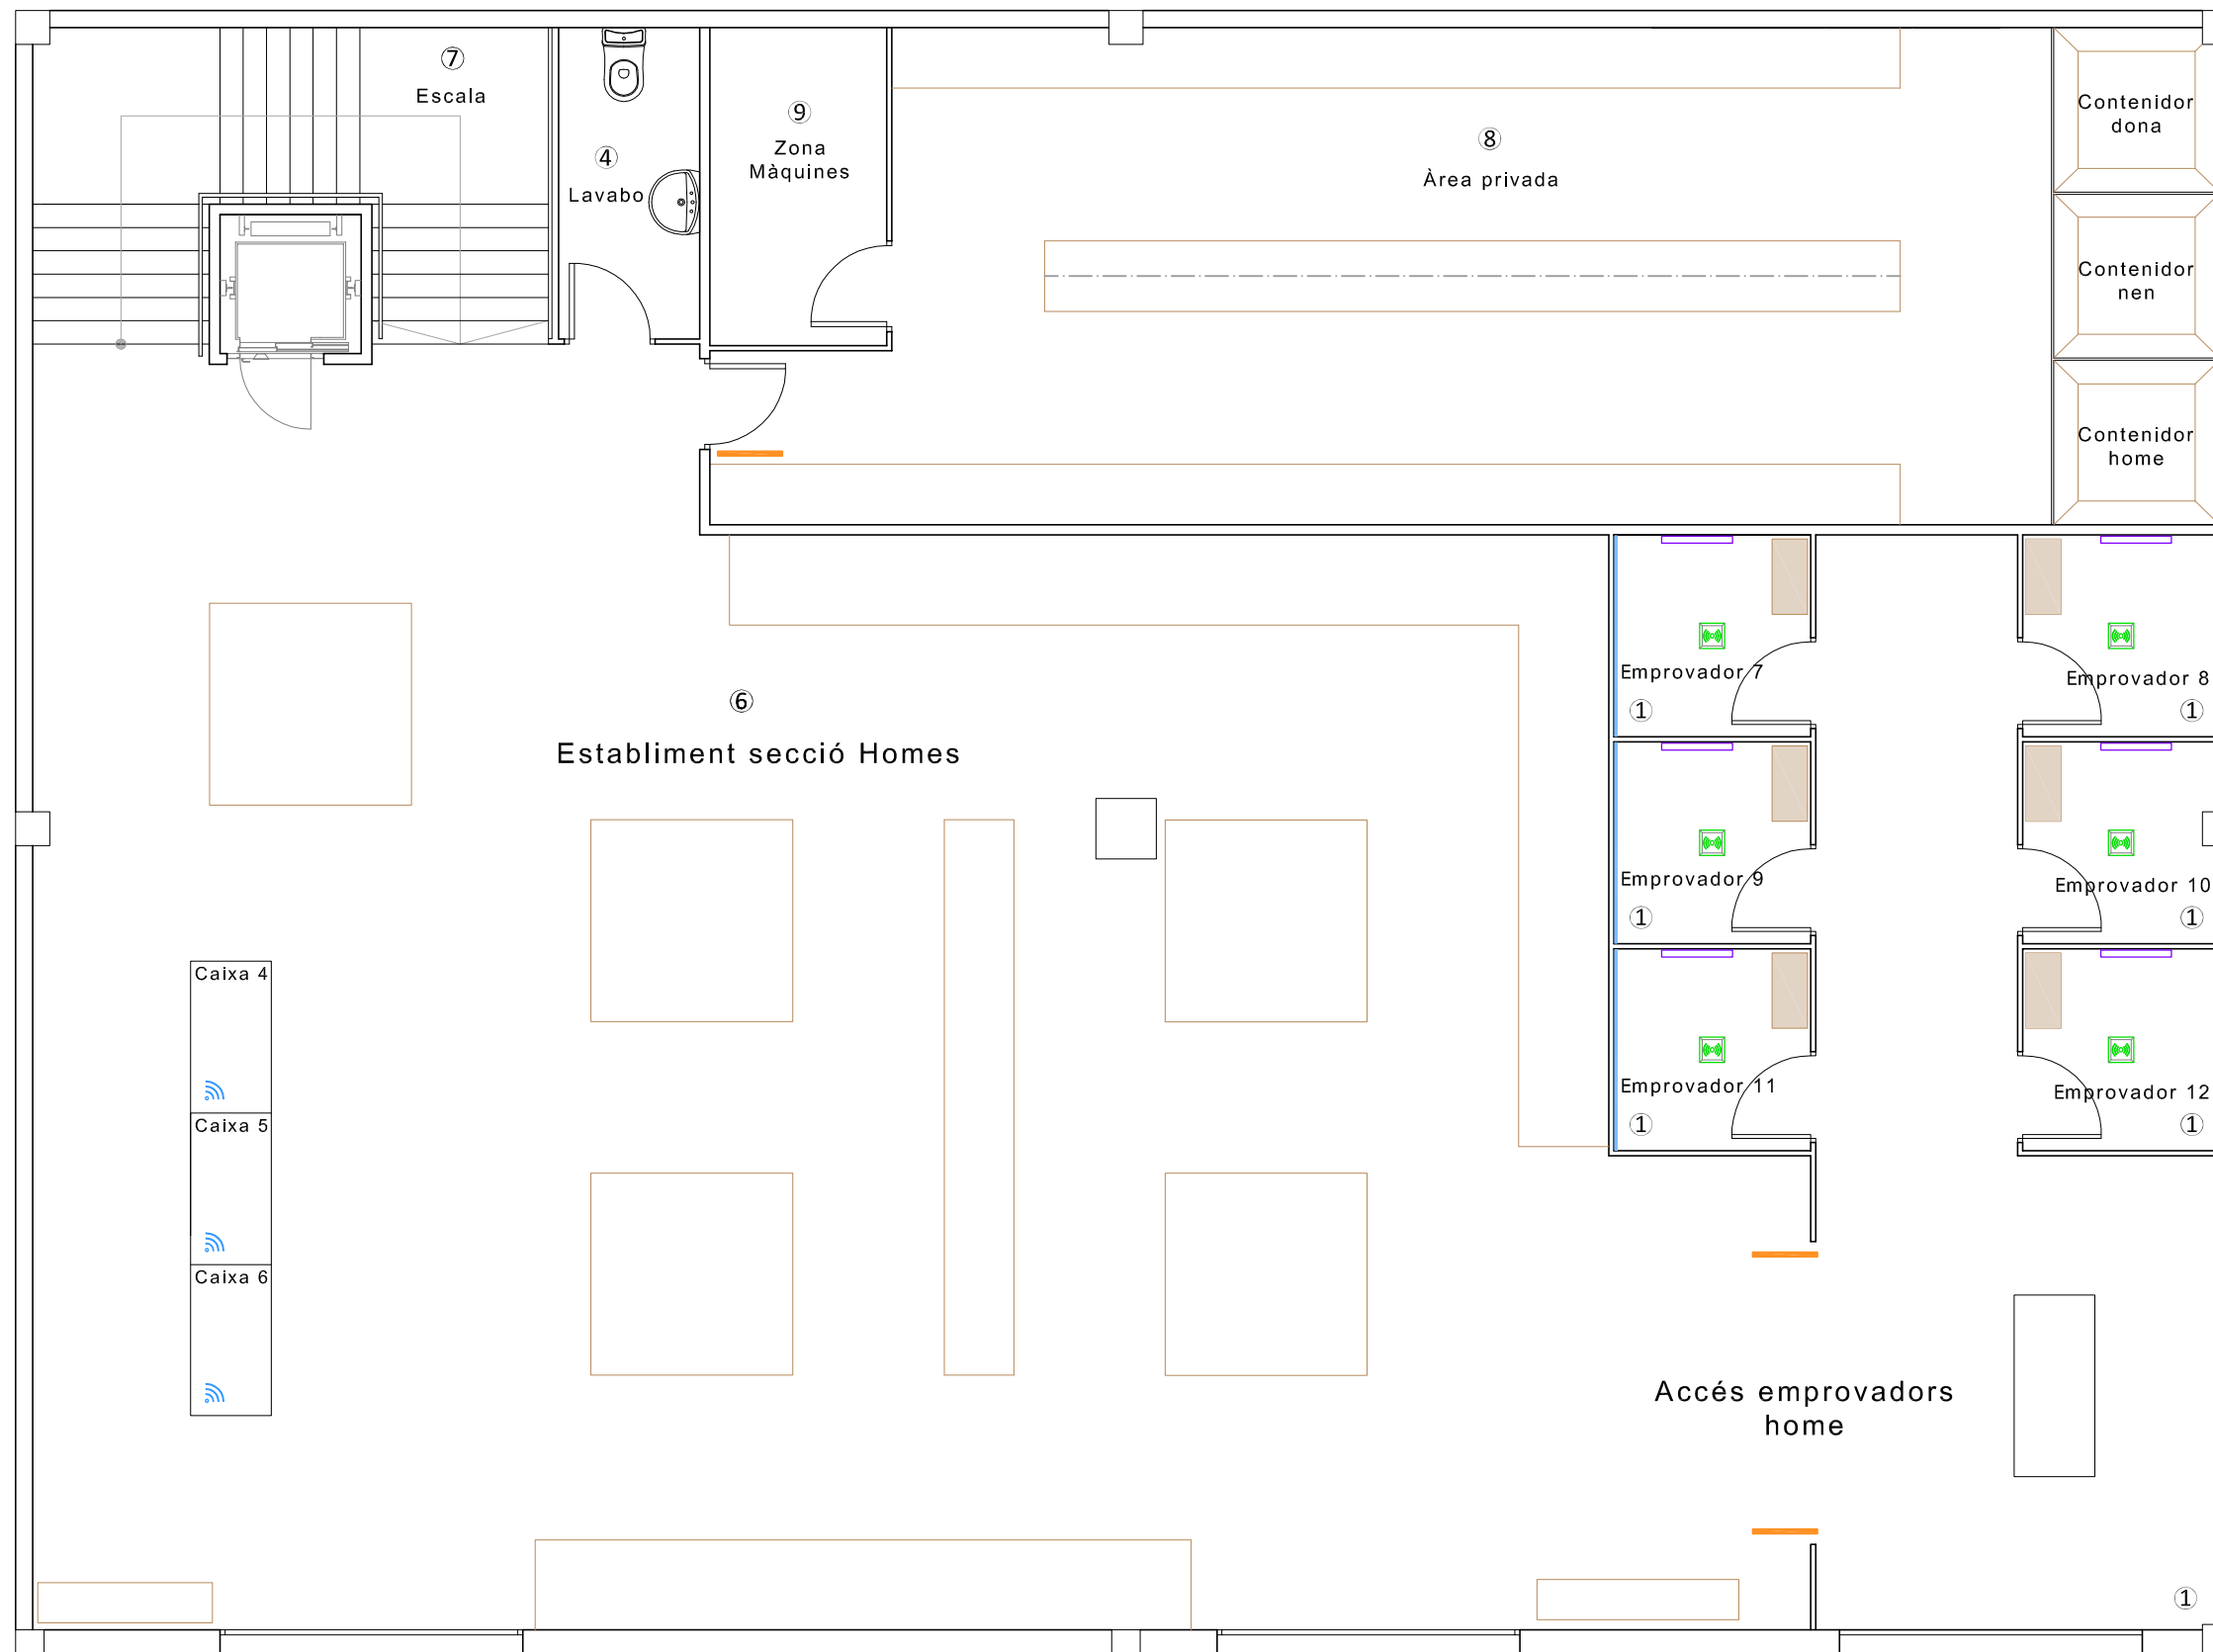 ⑦
Escala
④
Lavabo
⑨
Zona
Màquines
⑧
Àrea privada
Contenidor
dona
Contenidor
nen
Contenidor
home
⑥
Establiment secció Homes
Emprovador 7
①
Emprovador 8
①
Emprovador 9
①
Emprovador 10
①
Emprovador 11
①
Emprovador 12
①
Caixa 4
Caixa 5
Caixa 6
Accés emprovadors
home
①